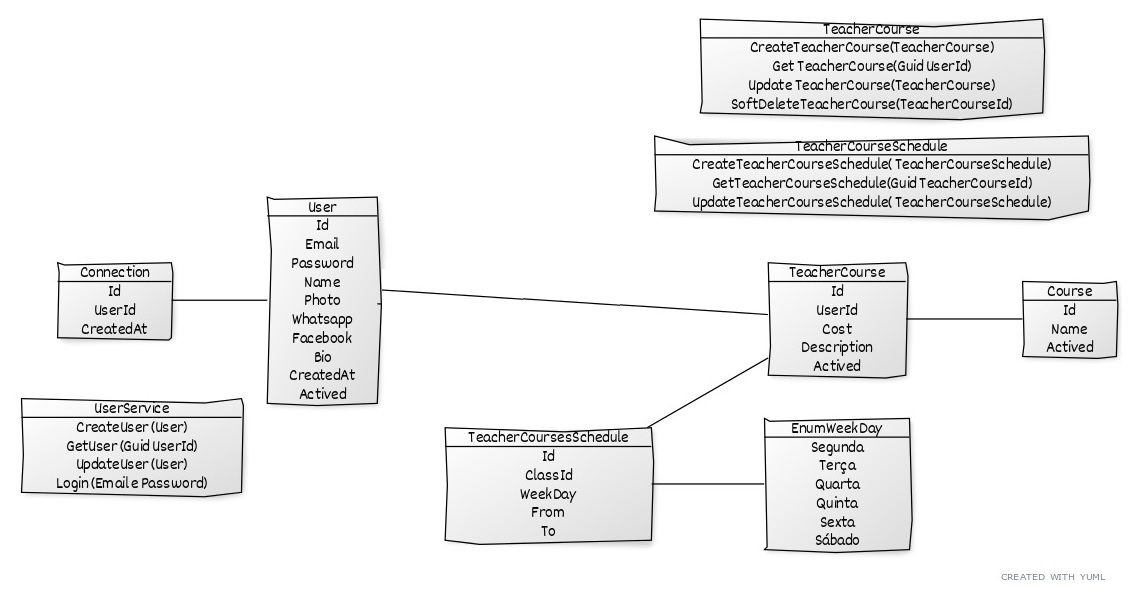 TeacherCourse
CreateTeacherCourse(TeacherCourse)
Get TeacherCourse(Guid UserId)
Update TeacherCourse(TeacherCourse)
SoftDeleteTeacherCourse(TeacherCourseId)
TeacherCourseSchedule
CreateTeacherCourseSchedule( TeacherCourseSchedule)
GetTeacherCourseSchedule(Guid TeacherCourseId)
UpdateTeacherCourseSchedule( TeacherCourseSchedule)
User
Id
Email
Password
Name
Photo
Whatsapp
Facebook
Bio
CreatedAt
Actived
Connection
Id
UserId
CreatedAt
TeacherCourse
Id
UserId
Cost
Description
Actived
Course
Id
Name
Actived
UserService
CreateUser (User)
GetUser (Guid UserId)
UpdateUser (User)
Login (Email e Password)
TeacherCoursesSchedule
Id
ClassId
WeekDay
From
To
EnumWeekDay
Segunda
Terça
Quarta
Quinta
Sexta
Sábado
CREATED WITH YUML